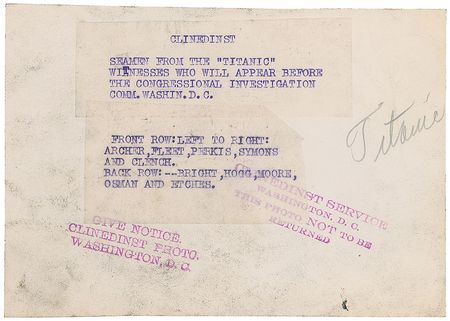 CLINEDINST
SEAMEN FROM THE "TITANIC"
WITNESSES WHO WILL APPEAR BEFORE
THE CONGRESSIONAL INVESTIGATION
COMM.WASHIN.D.C.
FRONT ROW:LEFT TO RIGHT:
ARCHER,FLEET,PERKIS,SYMONS
AND CLENCH.
BACK ROW:--BRIGHT,HOGG,MOORE,
OSMAN AND ETCHES.
Titanic
CLINEDINST SERVICE
WASHINGTON, D. C.
THIS PHOTO NOT TO BE
RETURNED
GIVE NOTICE.
CLINEDINST PHOTO.
WASHINGTON, D. C.